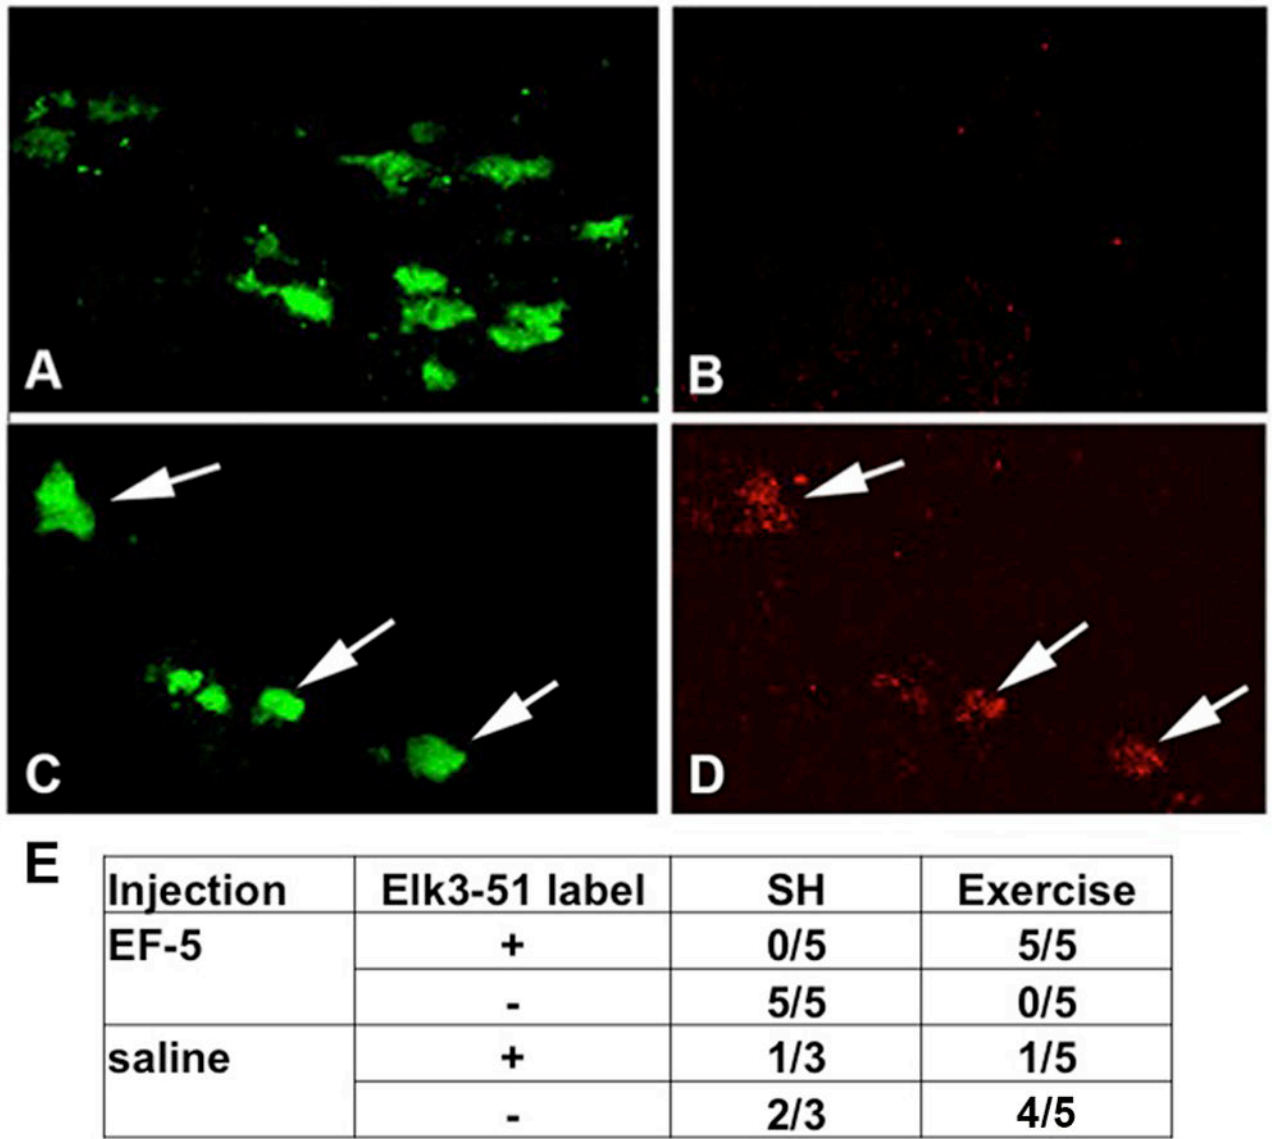 A
B
C
D
E
Injection Elk3-51 label SH Exercise
EF-5 + 0/5 5/5
- 5/5 0/5
saline + 1/3 1/5
- 2/3 4/5